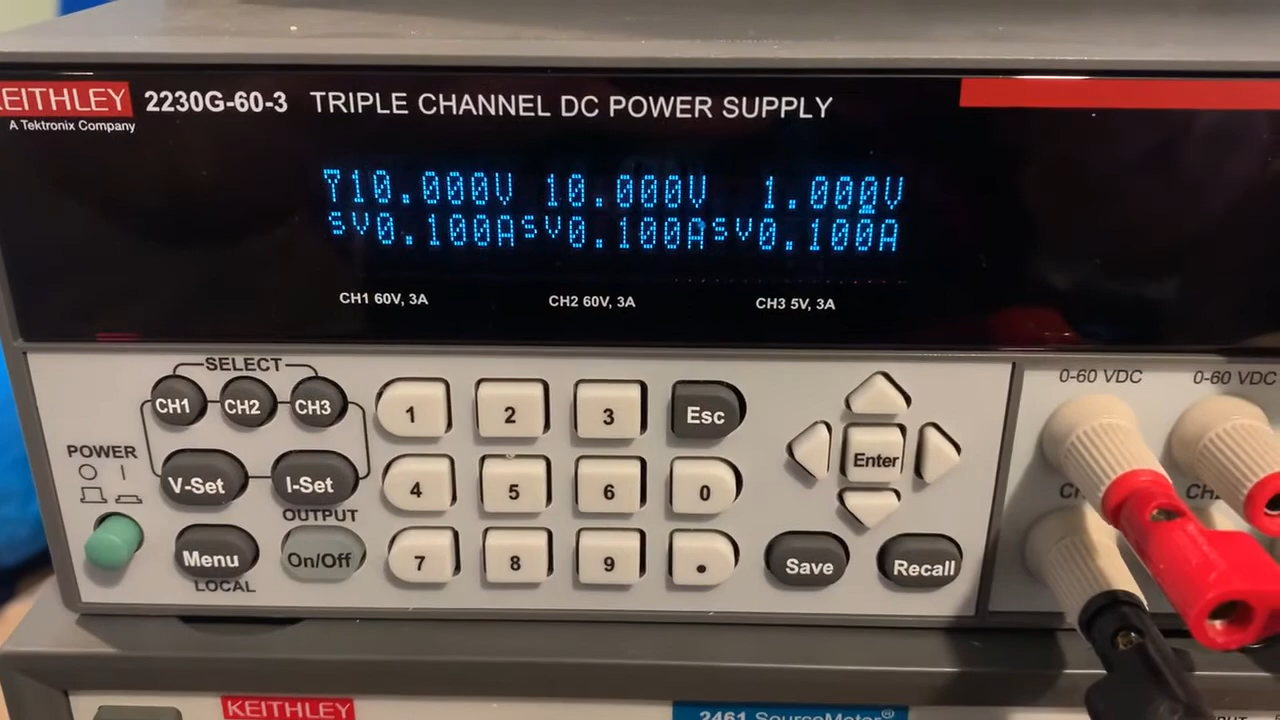 KEITHLEY 2230G-60-3 TRIPLE CHANNEL DC POWER SUPPLY
A Tektronix Company
10.000V 10.000V 1.000V
SV0.100A SV0.100A SV0.100A
CH1 60V, 3A CH2 60V, 3A CH3 5V, 3A
SELECT
CH1 CH2 CH3
1 2 3 Esc
POWER
V-Set I-Set
4 5 6 0
Enter
OUTPUT
Menu On/Off
7 8 9 .
Save Recall
LOCAL
0-60 VDC 0-60 VDC
KEITHLEY
2461 SourceMeter®